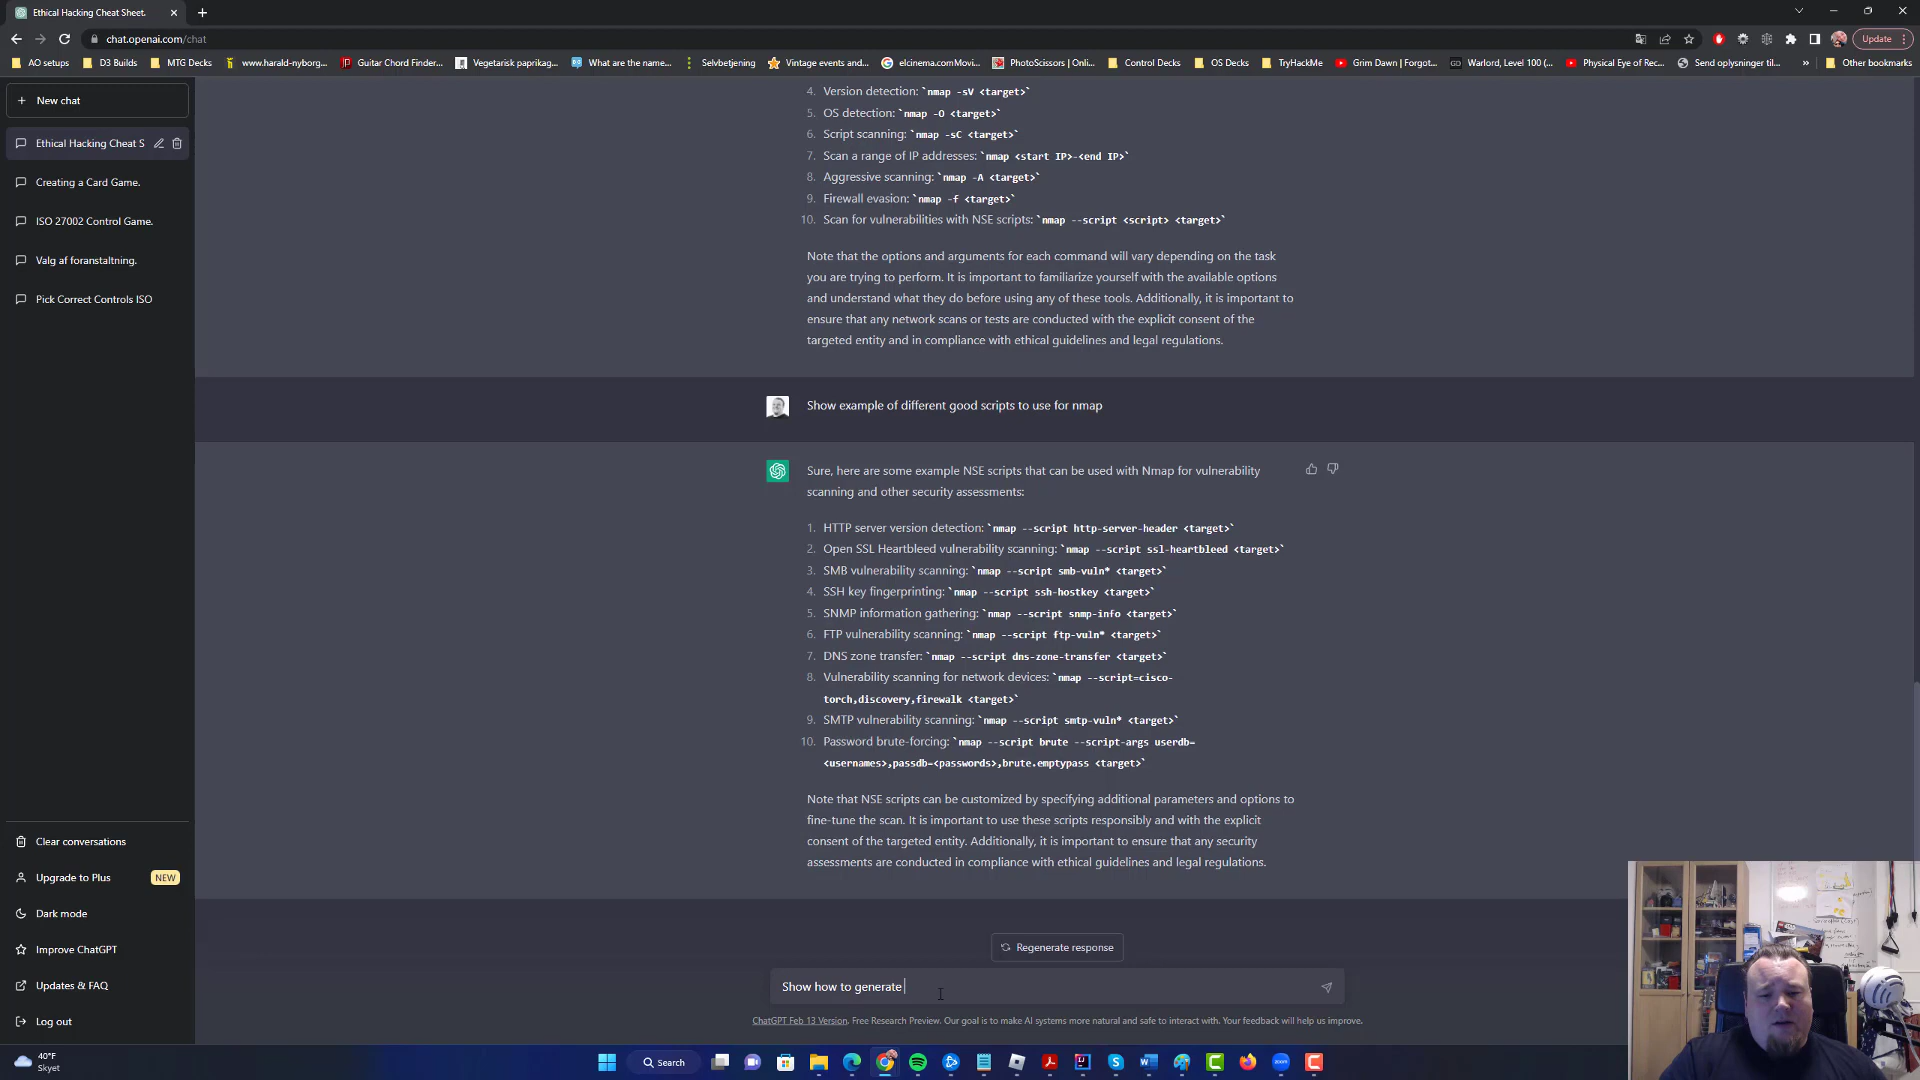 Ethical Hacking Cheat Sheet.
chat.openai.com/chat
Update
AO setups
D3 Builds
MTG Decks
www.harald-nyborg...
Guitar Chord Finder...
Vegetarisk paprikag...
What are the name...
Selvbetjening
Vintage events and...
elcinema.comMovi...
PhotoScissors | Onli...
Control Decks
OS Decks
TryHackMe
Grim Dawn | Forgot...
Warlord, Level 100 (...
Physical Eye of Rec...
Send oplysninger til...
»
Other bookmarks
+ New chat
Ethical Hacking Cheat S
Creating a Card Game.
ISO 27002 Control Game.
Valg af foranstaltning.
Pick Correct Controls ISO
4. Version detection: `nmap -sV <target>`
5. OS detection: `nmap -O <target>`
6. Script scanning: `nmap -sC <target>`
7. Scan a range of IP addresses: `nmap <start IP>-<end IP>`
8. Aggressive scanning: `nmap -A <target>`
9. Firewall evasion: `nmap -f <target>`
10. Scan for vulnerabilities with NSE scripts: `nmap --script <script> <target>`
Note that the options and arguments for each command will vary depending on the task
you are trying to perform. It is important to familiarize yourself with the available options
and understand what they do before using any of these tools. Additionally, it is important to
ensure that any network scans or tests are conducted with the explicit consent of the
targeted entity and in compliance with ethical guidelines and legal regulations.
Show example of different good scripts to use for nmap
Sure, here are some example NSE scripts that can be used with Nmap for vulnerability
scanning and other security assessments:
1. HTTP server version detection: `nmap --script http-server-header <target>`
2. Open SSL Heartbleed vulnerability scanning: `nmap --script ssl-heartbleed <target>`
3. SMB vulnerability scanning: `nmap --script smb-vuln* <target>`
4. SSH key fingerprinting: `nmap --script ssh-hostkey <target>`
5. SNMP information gathering: `nmap --script snmp-info <target>`
6. FTP vulnerability scanning: `nmap --script ftp-vuln* <target>`
7. DNS zone transfer: `nmap --script dns-zone-transfer <target>`
8. Vulnerability scanning for network devices: `nmap --script=cisco-
torch,discovery,firewalk <target>`
9. SMTP vulnerability scanning: `nmap --script smtp-vuln* <target>`
10. Password brute-forcing: `nmap --script brute --script-args userdb=
<usernames>,passdb=<passwords>,brute.emptypass <target>`
Note that NSE scripts can be customized by specifying additional parameters and options to
fine-tune the scan. It is important to use these scripts responsibly and with the explicit
consent of the targeted entity. Additionally, it is important to ensure that any security
assessments are conducted in compliance with ethical guidelines and legal regulations.
Clear conversations
Upgrade to Plus NEW
Dark mode
Improve ChatGPT
Updates & FAQ
Log out
Regenerate response
Show how to generate
ChatGPT Feb 13 Version. Free Research Preview. Our goal is to make AI systems more natural and safe to interact with. Your feedback will help us improve.
40°F
Skyet
Search